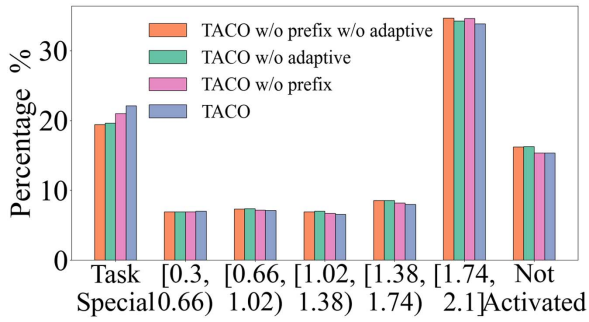 Percentage %
30
20
10
0
TACO w/o prefix w/o adaptive
TACO w/o adaptive
TACO w/o prefix
TACO
Task Special
[0.3, 0.66)
[0.66, 1.02)
[1.02, 1.38)
[1.38, 1.74)
[1.74, 2.1]
Not Activated